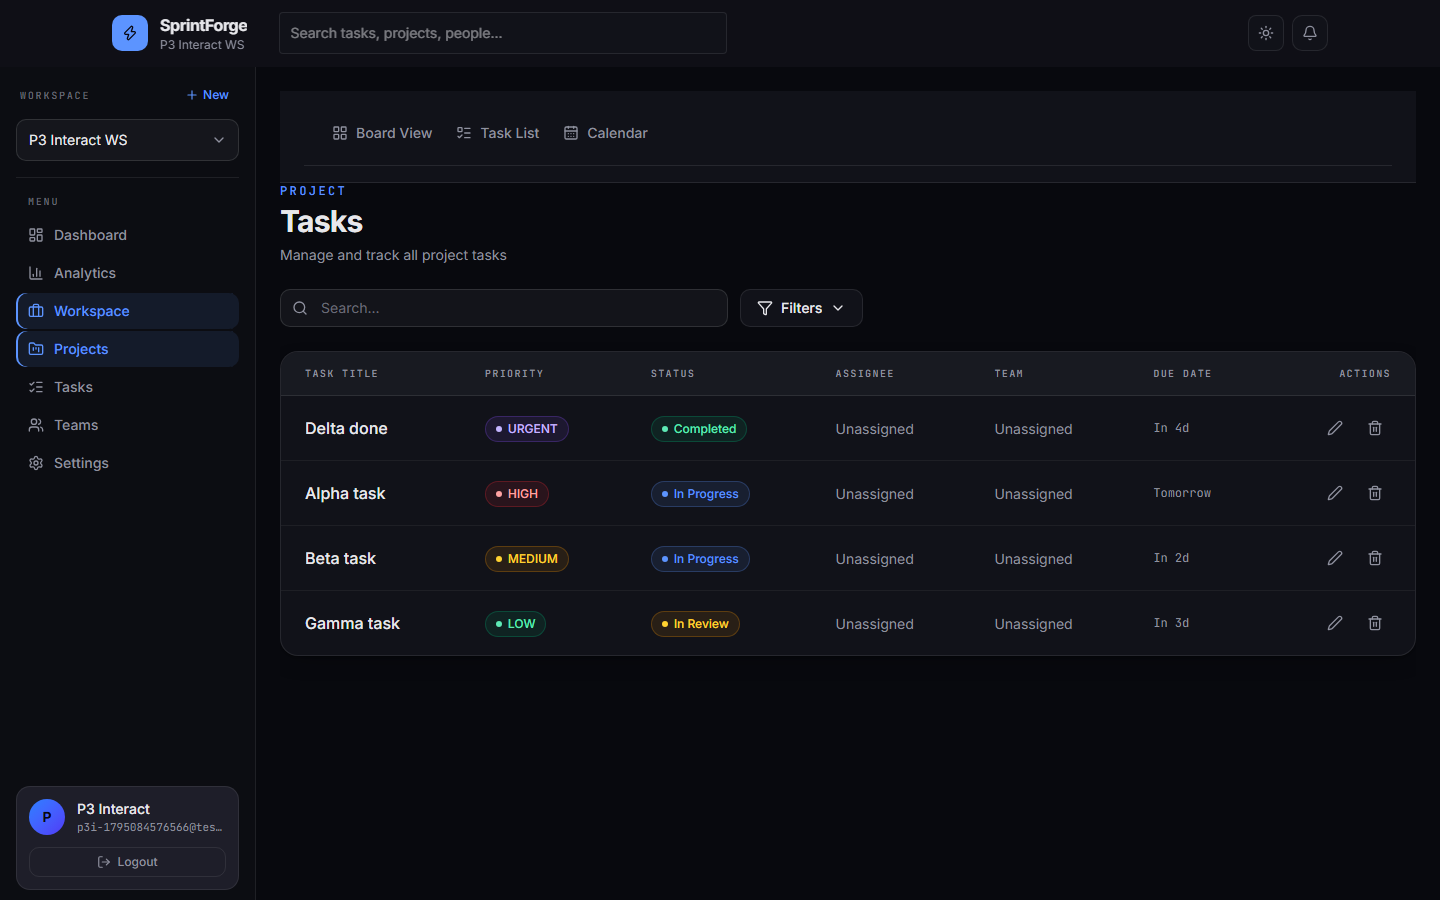 SprintForge
P3 Interact WS
Search tasks, projects, people...
WORKSPACE
New
P3 Interact WS
MENU
Dashboard
Analytics
Workspace
Projects
Tasks
Teams
Settings
P
P3 Interact
p3i-1795084576566@tes…
Logout
Board View
Task List
Calendar
PROJECT
Tasks
Manage and track all project tasks
Search...
Filters
TASK TITLE PRIORITY STATUS ASSIGNEE TEAM DUE DATE ACTIONS
Delta done URGENT Completed Unassigned Unassigned In 4d
Alpha task HIGH In Progress Unassigned Unassigned Tomorrow
Beta task MEDIUM In Progress Unassigned Unassigned In 2d
Gamma task LOW In Review Unassigned Unassigned In 3d